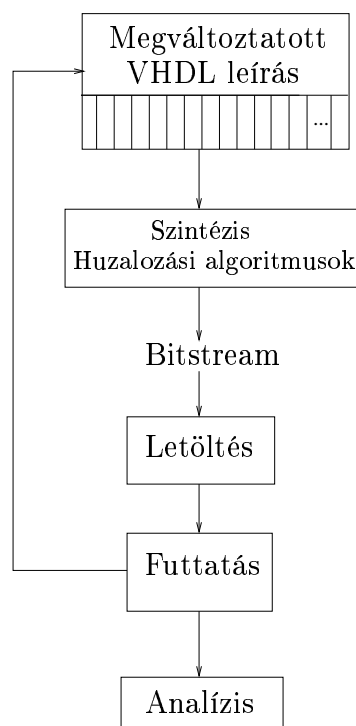 Megváltoztatott
VHDL leírás
...
Szintézis
Huzalozási algoritmusok
Bitstream
Letöltés
Futtatás
Analízis